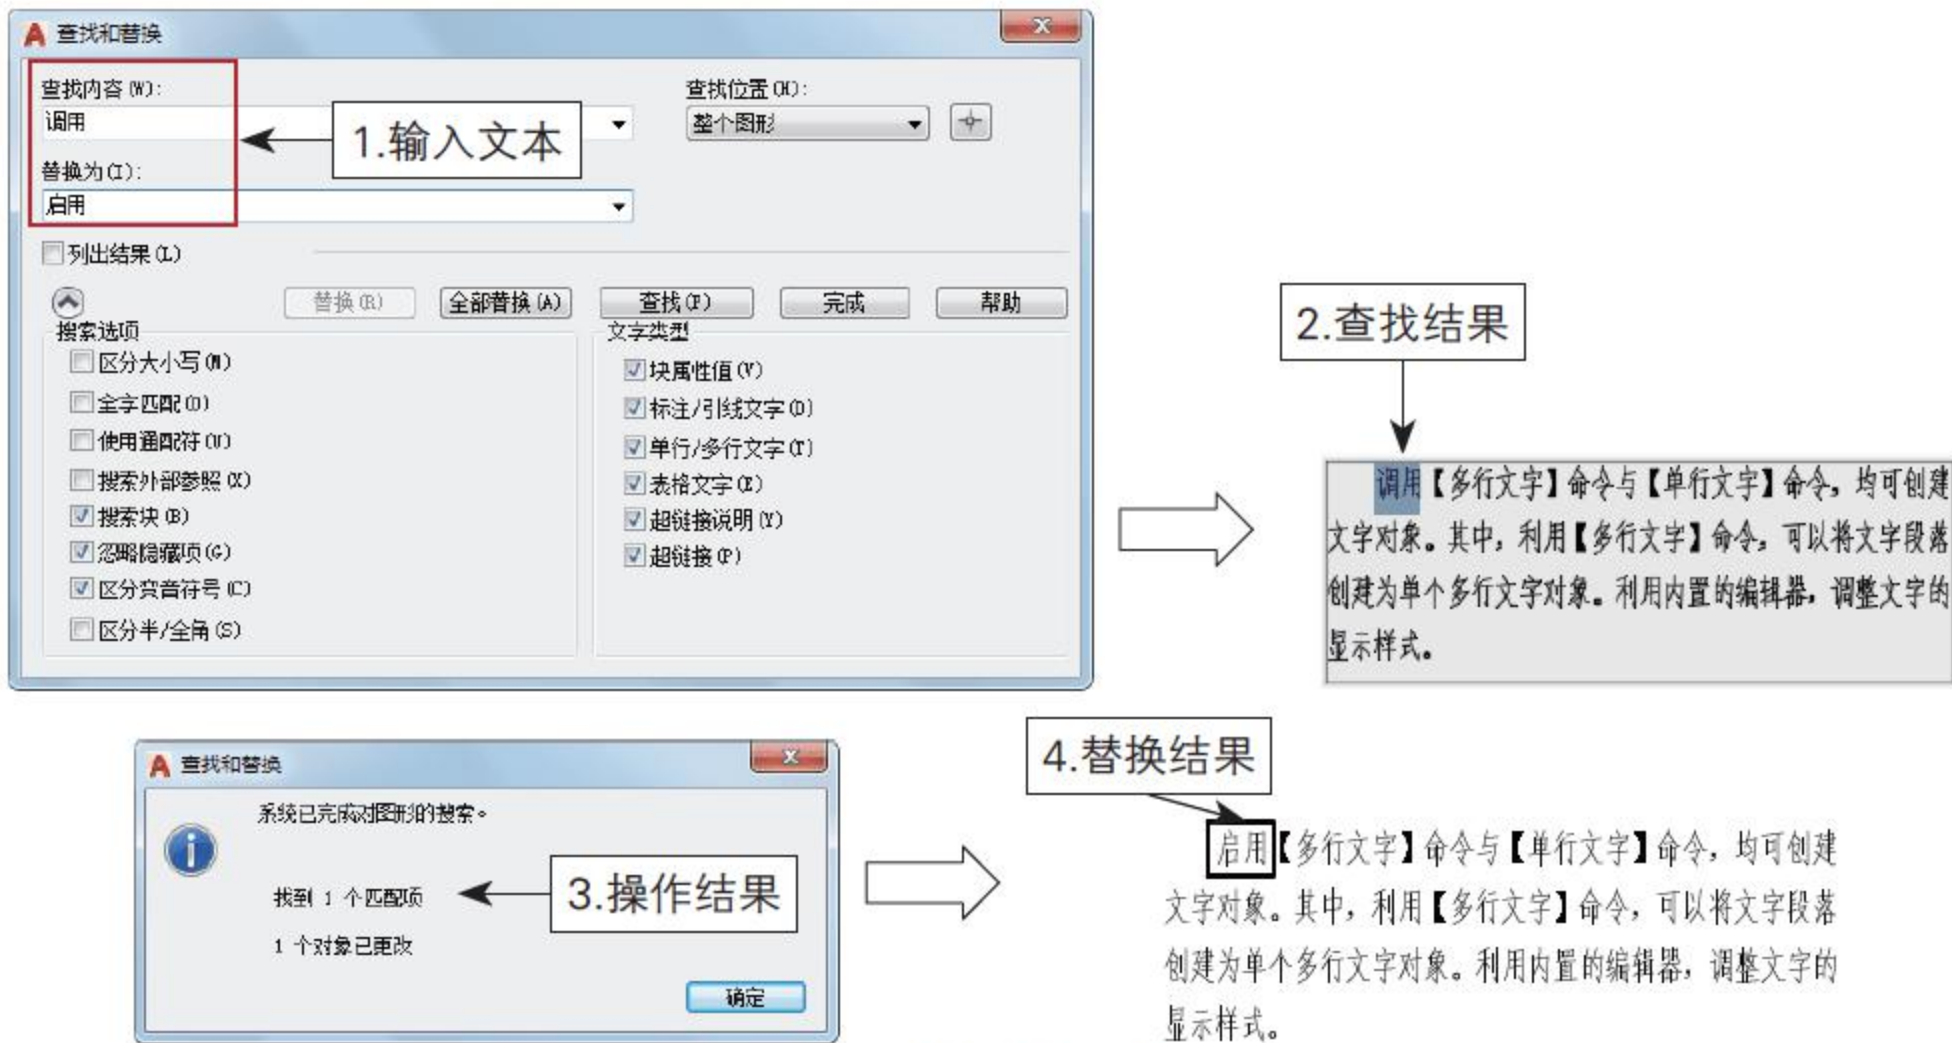 查找和替换
查找内容(W):
查找位置(H):
调用
1.输入文本
整个图形
替换为(I):
启用
列出结果(L)
替换(R)
全部替换(A)
查找(F)
完成
帮助
搜索选项
区分大小写(M)
全字匹配(O)
使用通配符(U)
搜索外部参照(X)
搜索块(B)
忽略隐藏项(G)
区分变音符号(C)
区分半/全角(S)
文字类型
块属性值(V)
标注/引线文字(D)
单行/多行文字(T)
表格文字(E)
超链接说明(Y)
超链接(P)
2.查找结果
调用【多行文字】命令与【单行文字】命令,均可创建
文字对象。其中,利用【多行文字】命令,可以将文字段落
创建为单个多行文字对象。利用内置的编辑器,调整文字的
显示样式。
查找和替换
系统已完成对图形的搜索。
找到 1 个匹配项
3.操作结果
1 个对象已更改
确定
4.替换结果
启用【多行文字】命令与【单行文字】命令,均可创建
文字对象。其中,利用【多行文字】命令,可以将文字段落
创建为单个多行文字对象。利用内置的编辑器,调整文字的
显示样式。